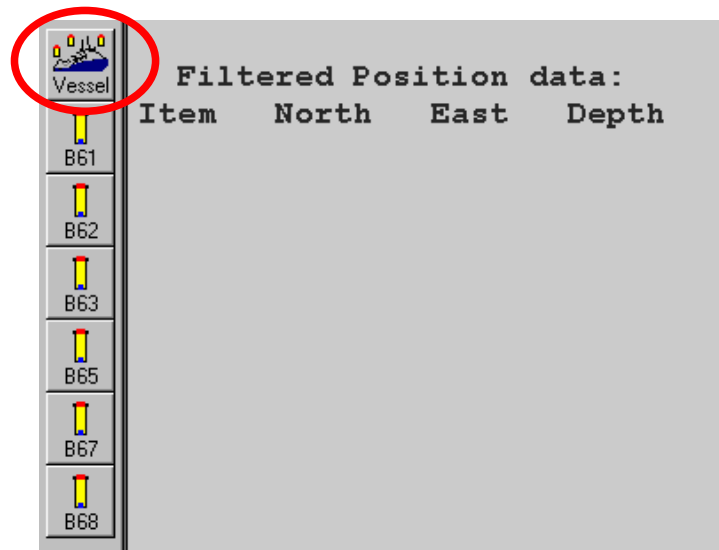 Vessel
B61
B62
B63
B65
B67
B68
Filtered Position data:
Item North East Depth